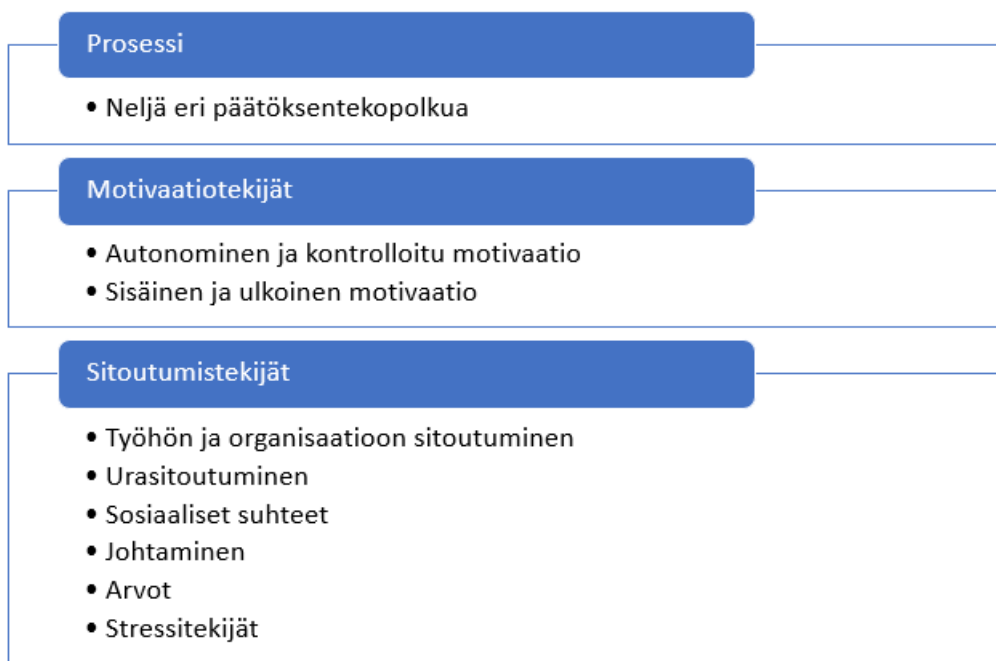 Prosessi
• Neljä eri päätöksentekopolkua
Motivaatiotekijät
• Autonominen ja kontrolloitu motivaatio
• Sisäinen ja ulkoinen motivaatio
Sitoutumistekijät
• Työhön ja organisaatioon sitoutuminen
• Urasitoutuminen
• Sosiaaliset suhteet
• Johtaminen
• Arvot
• Stressitekijät